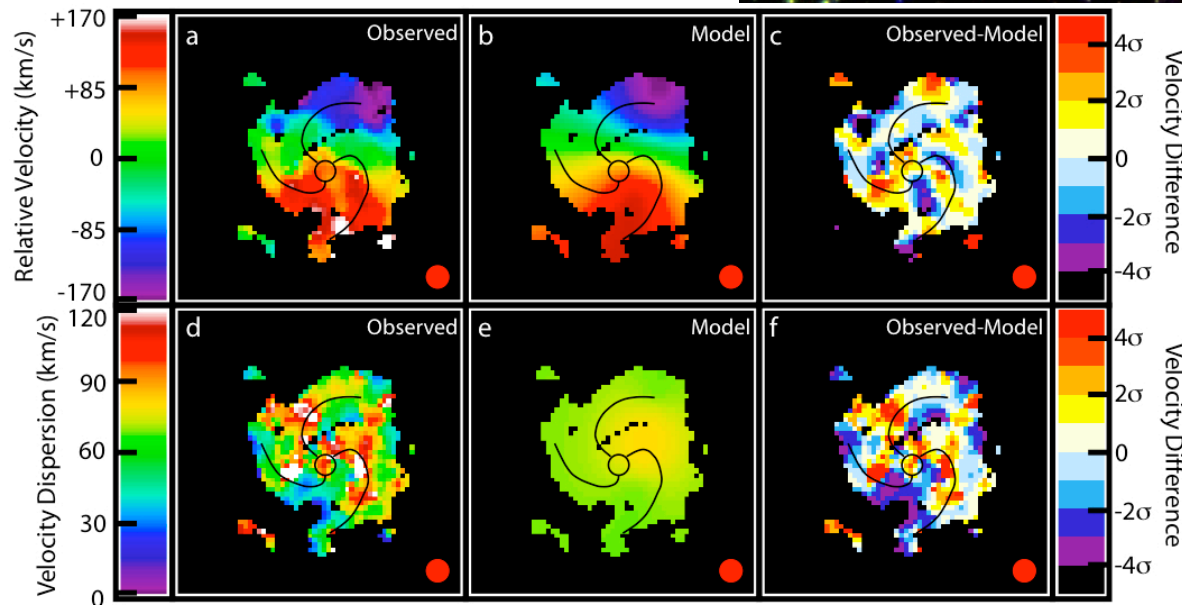 Relative Velocity (km/s)
+170
+85
0
-85
-170
a Observed
b Model
c Observed-Model
4σ
2σ
0
-2σ
-4σ
Velocity Difference
Velocity Dispersion (km/s)
120
90
60
30
0
d Observed
e Model
f Observed-Model
4σ
2σ
0
-2σ
-4σ
Velocity Difference